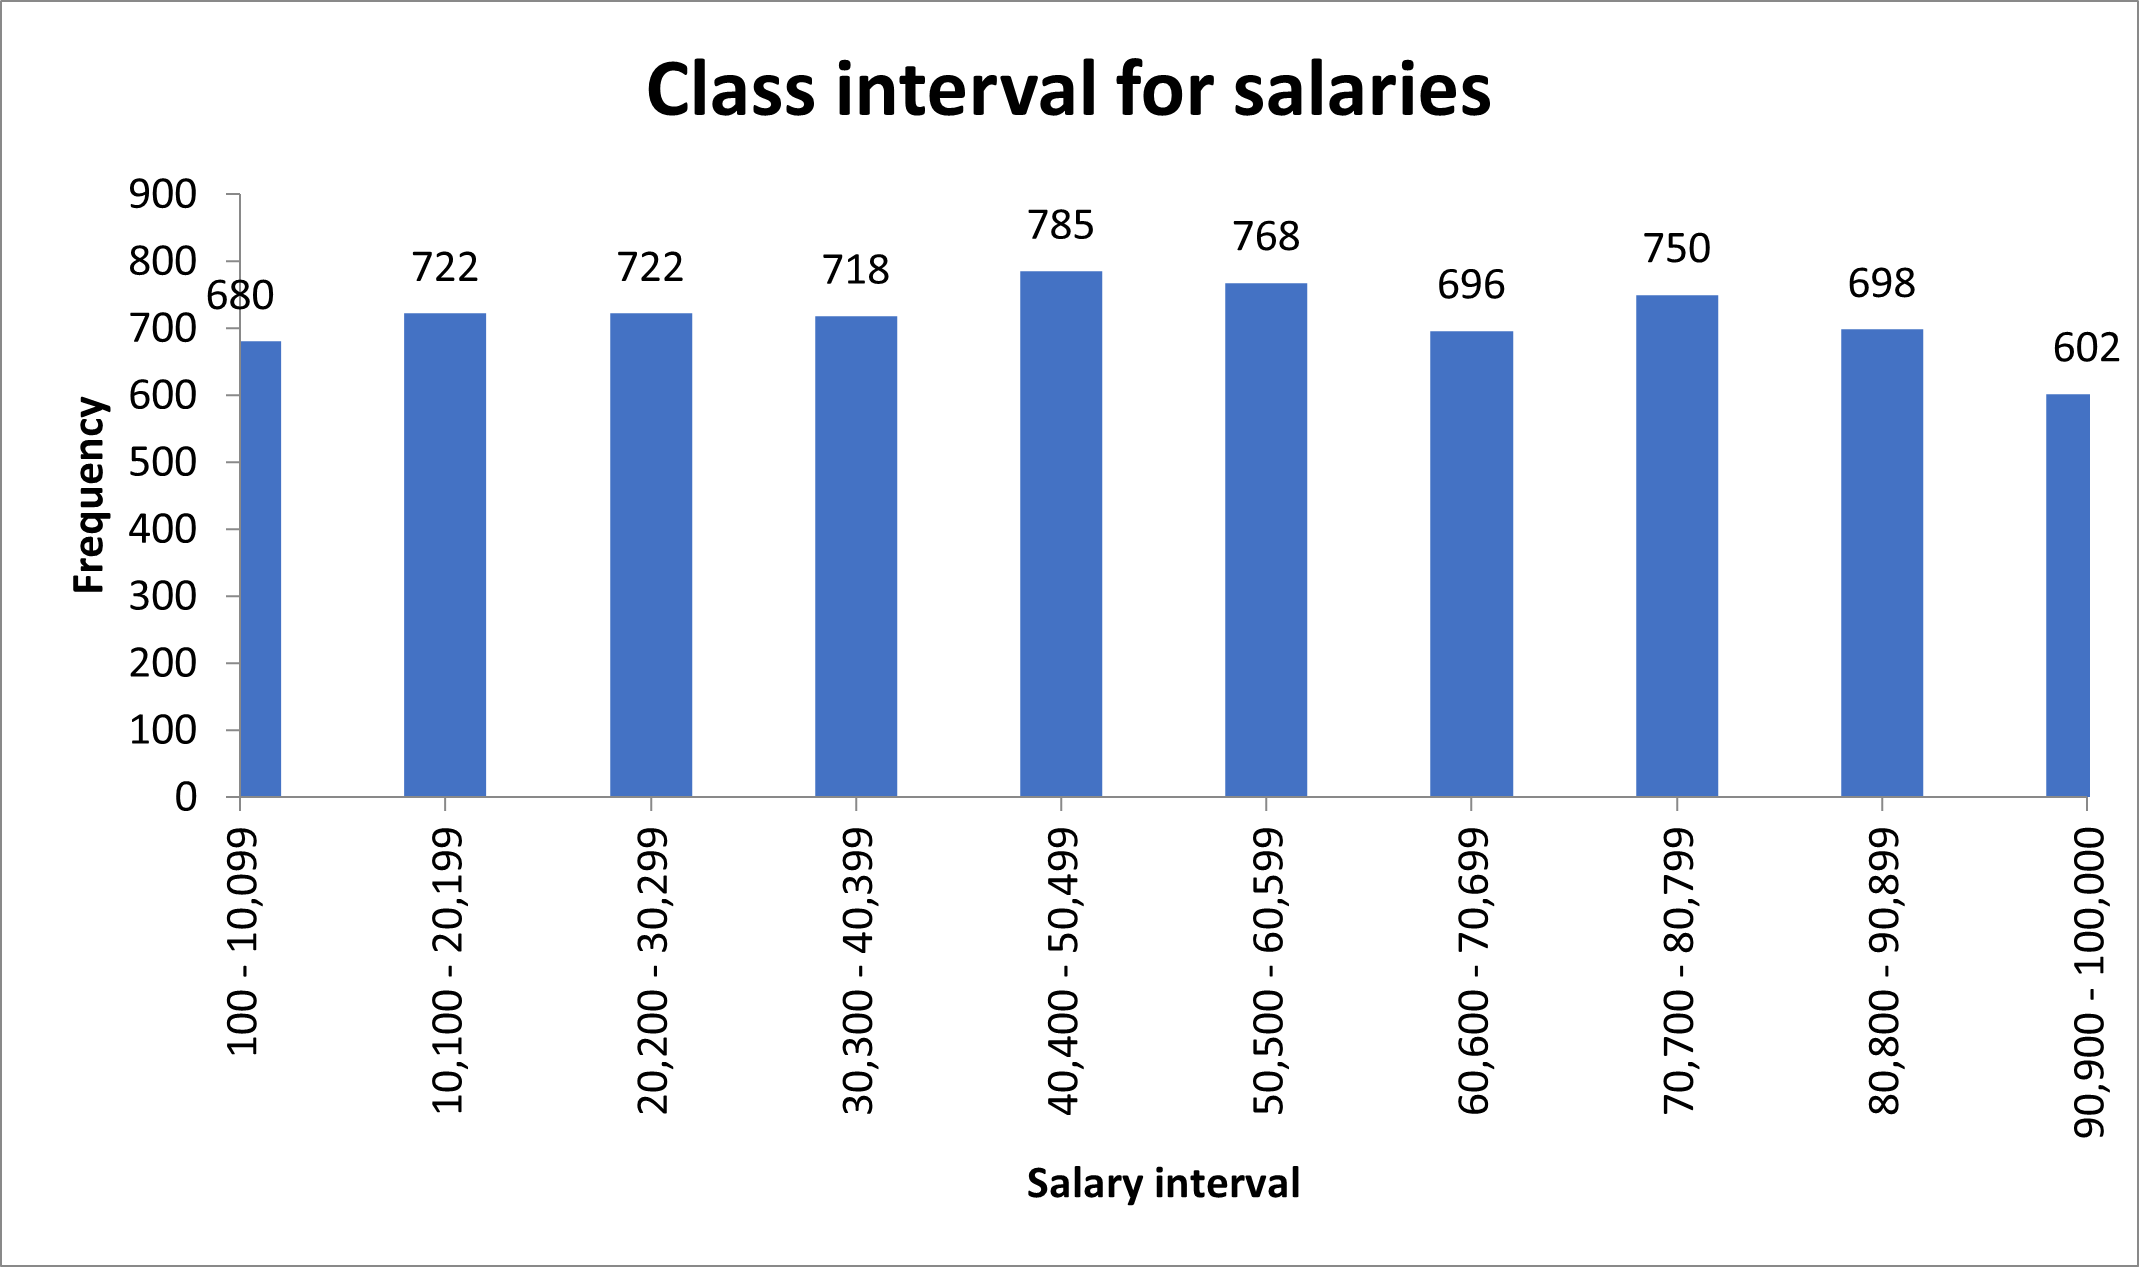 Class interval for salaries
900
800
700
600
500
400
300
200
100
0
Frequency
680
722
722
718
785
768
696
750
698
602
100 - 10,099
10,100 - 20,199
20,200 - 30,299
30,300 - 40,399
40,400 - 50,499
50,500 - 60,599
60,600 - 70,699
70,700 - 80,799
80,800 - 90,899
90,900 - 100,000
Salary interval